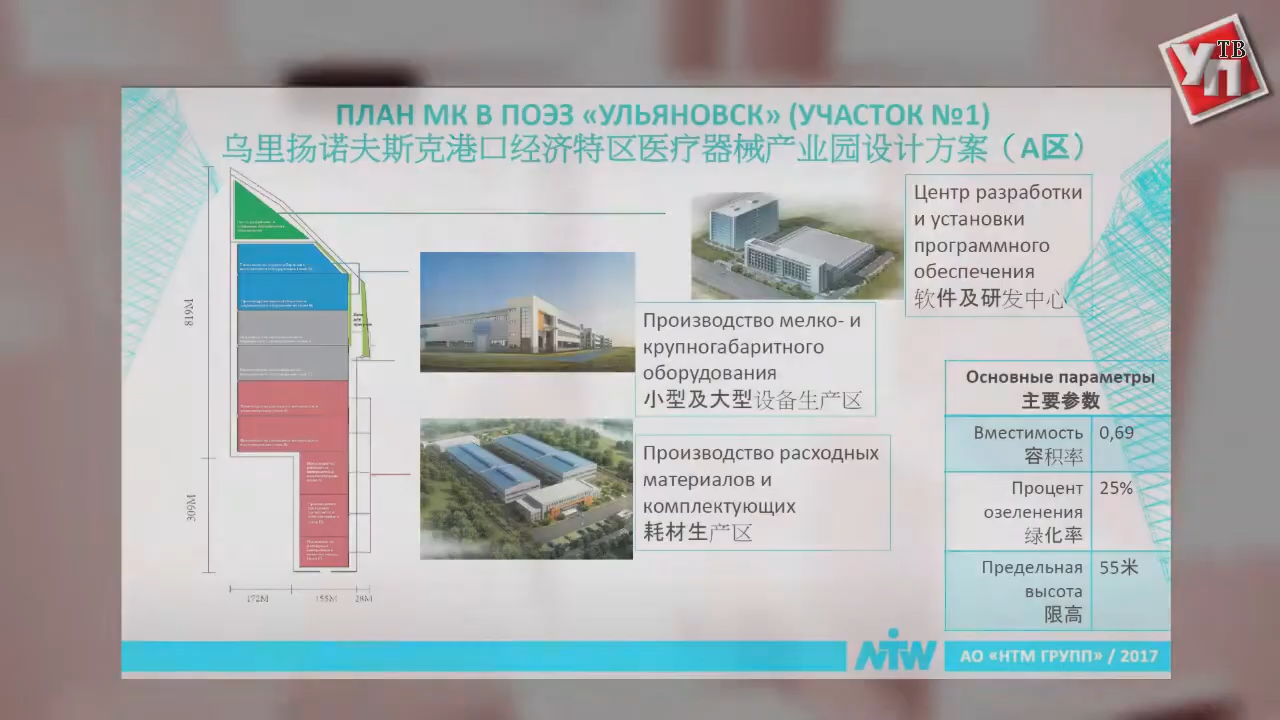 УП ТВ
ПЛАН МК В ПОЭЗ «УЛЬЯНОВСК» (УЧАСТОК №1)
乌里扬诺夫斯克港口经济特区医疗器械产业园设计方案（A区）
Центр разработки
и установки
программного
обеспечения
软件及研发中心
Производство мелко- и
крупногабаритного
оборудования
小型及大型设备生产区
Производство расходных
материалов и
комплектующих
耗材生产区
Основные параметры
主要参数
Вместимость 0,69
容积率
Процент 25%
озеленения
绿化率
Предельная 55米
высота
限高
819M
309M
172M 155M 28M
NTW
АО «НТМ ГРУПП» / 2017